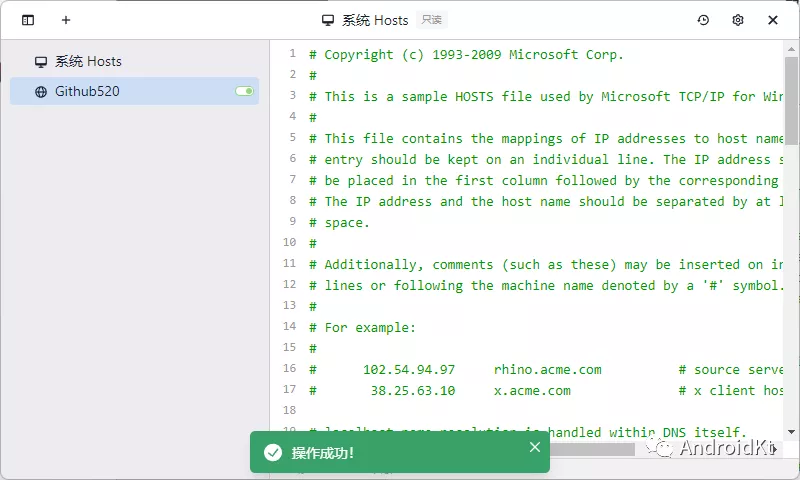 系统 Hosts 只读
系统 Hosts
Github520
1 # Copyright (c) 1993-2009 Microsoft Corp.
2 #
3 # This is a sample HOSTS file used by Microsoft TCP/IP for Win
4 #
5 # This file contains the mappings of IP addresses to host name
6 # entry should be kept on an individual line. The IP address s
7 # be placed in the first column followed by the corresponding
8 # The IP address and the host name should be separated by at l
9 # space.
10 #
11 # Additionally, comments (such as these) may be inserted on in
12 # lines or following the machine name denoted by a '#' symbol.
13 #
14 # For example:
15 #
16 # 102.54.94.97 rhino.acme.com # source serve
17 # 38.25.63.10 x.acme.com # x client hos
18
19 # localhost name resolution is handled within DNS itself.
操作成功!
AndroidKt